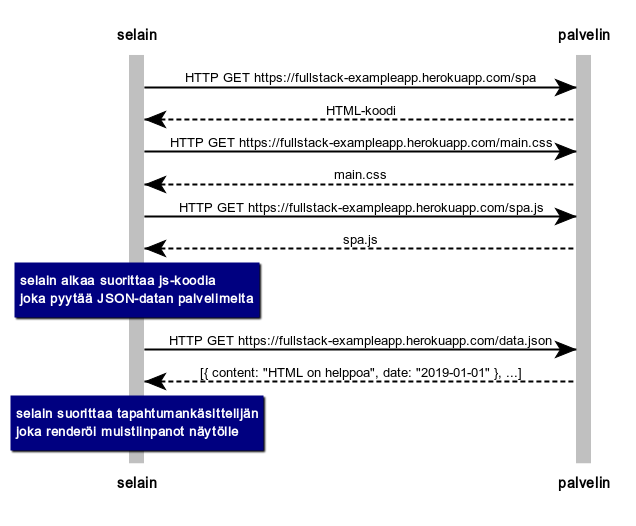 selain palvelin
HTTP GET https://fullstack-exampleapp.herokuapp.com/spa
HTML-koodi
HTTP GET https://fullstack-exampleapp.herokuapp.com/main.css
main.css
HTTP GET https://fullstack-exampleapp.herokuapp.com/spa.js
spa.js
selain alkaa suorittaa js-koodia
joka pyytää JSON-datan palvelimelta
HTTP GET https://fullstack-exampleapp.herokuapp.com/data.json
[{ content: "HTML on helppoa", date: "2019-01-01" }, ...]
selain suorittaa tapahtumankäsittelijän
joka renderöi muistiinpanot näytölle
selain palvelin